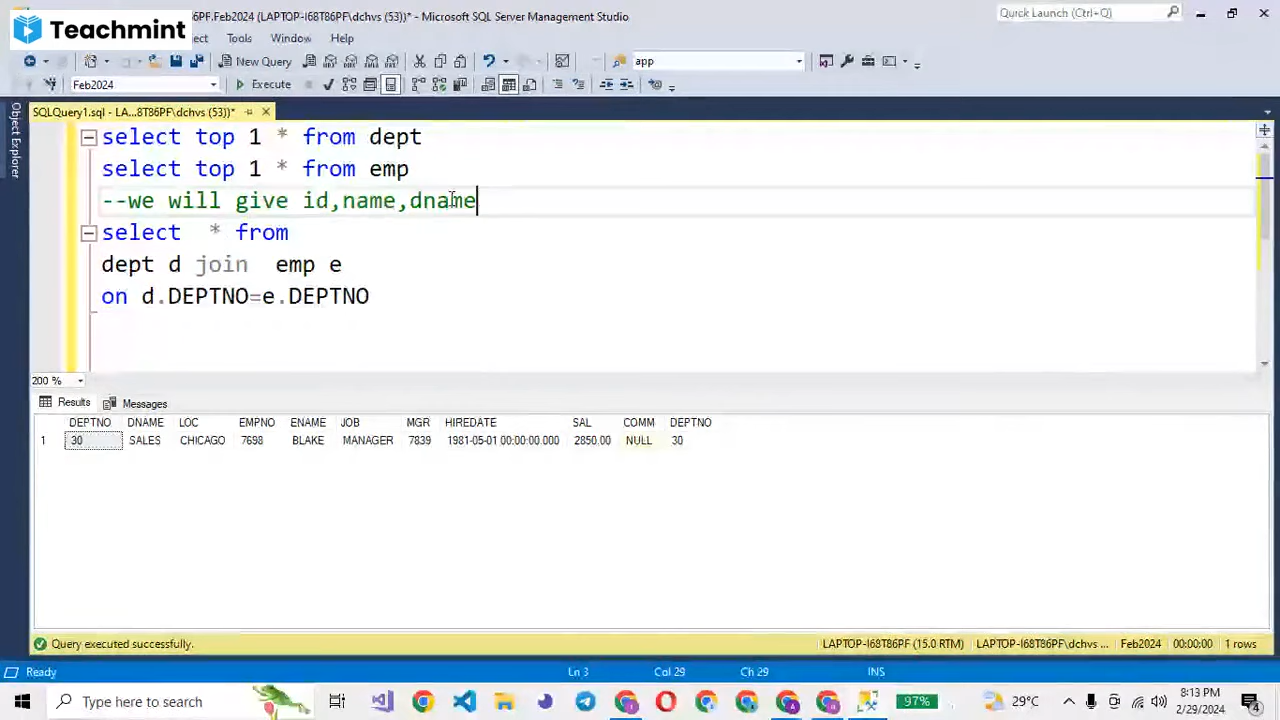 Teachmint
PF.Feb2024 (LAPTOP-I68T86PF\dchvs (53))* - Microsoft SQL Server Management Studio
Quick Launch (Ctrl+Q)
Tools Window Help
New Query
app
Feb2024
Execute
SQLQuery1.sql - LA...8T86PF\dchvs (53))*
Object Explorer
select top 1 * from dept
select top 1 * from emp
--we will give id,name,dname
select * from
dept d join emp e
on d.DEPTNO=e.DEPTNO
200 %
Results Messages
DEPTNO DNAME LOC EMPNO ENAME JOB MGR HIREDATE SAL COMM DEPTNO
1 30 SALES CHICAGO 7698 BLAKE MANAGER 7839 1981-05-01 00:00:00.000 2850.00 NULL 30
Query executed successfully.
LAPTOP-I68T86PF (15.0 RTM) LAPTOP-I68T86PF\dchvs ... Feb2024 00:00:00 1 rows
Ready Ln 3 Col 29 Ch 29 INS
Type here to search
97%
29°C
8:13 PM
2/29/2024
4